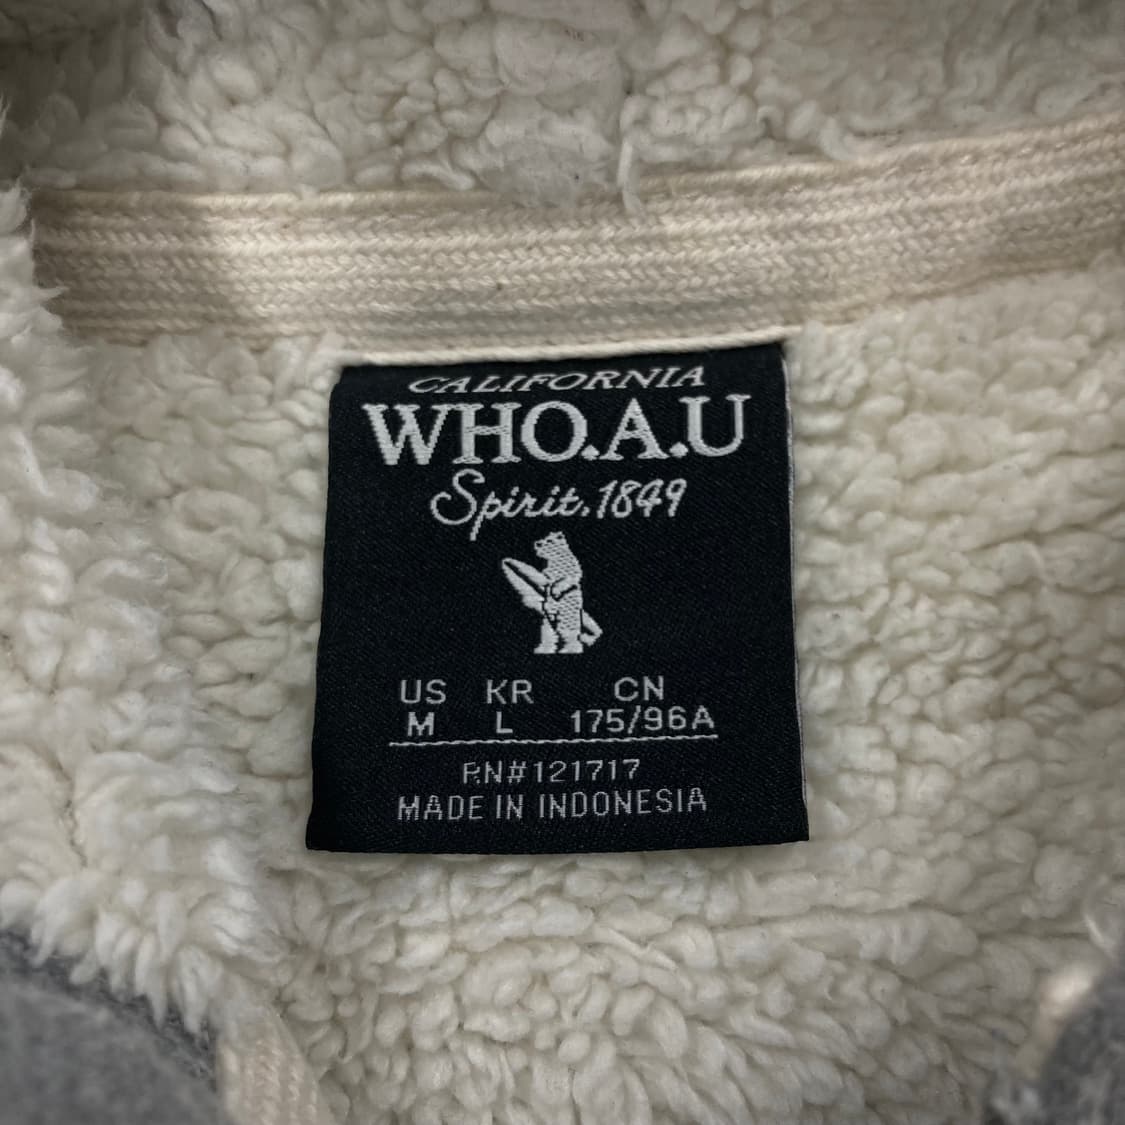 CALIFORNIA
WHO.A.U
Spirit.1849
US KR CN
M L 175/96A
RN#121717
MADE IN INDONESIA